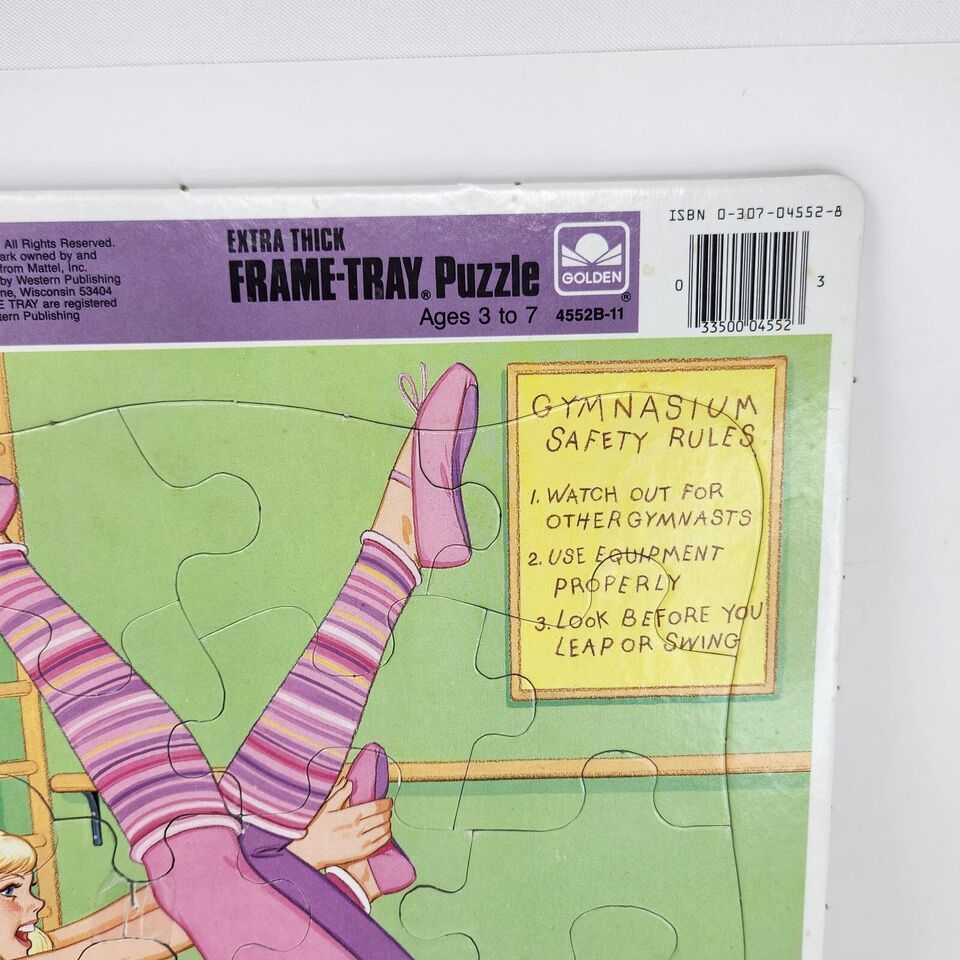 All Rights Reserved.
ark owned by and
from Mattel, Inc.
by Western Publishing
ne, Wisconsin 53404
E TRAY are registered
tern Publishing
EXTRA THICK
FRAME-TRAY® Puzzle
Ages 3 to 7 4552B-11
GOLDEN
®
ISBN 0-307-04552-8
0 3
33500 04552
GYMNASIUM
SAFETY RULES
1. WATCH OUT FOR
OTHER GYMNASTS
2. USE EQUIPMENT
PROPERLY
3. LOOK BEFORE YOU
LEAP OR SWING